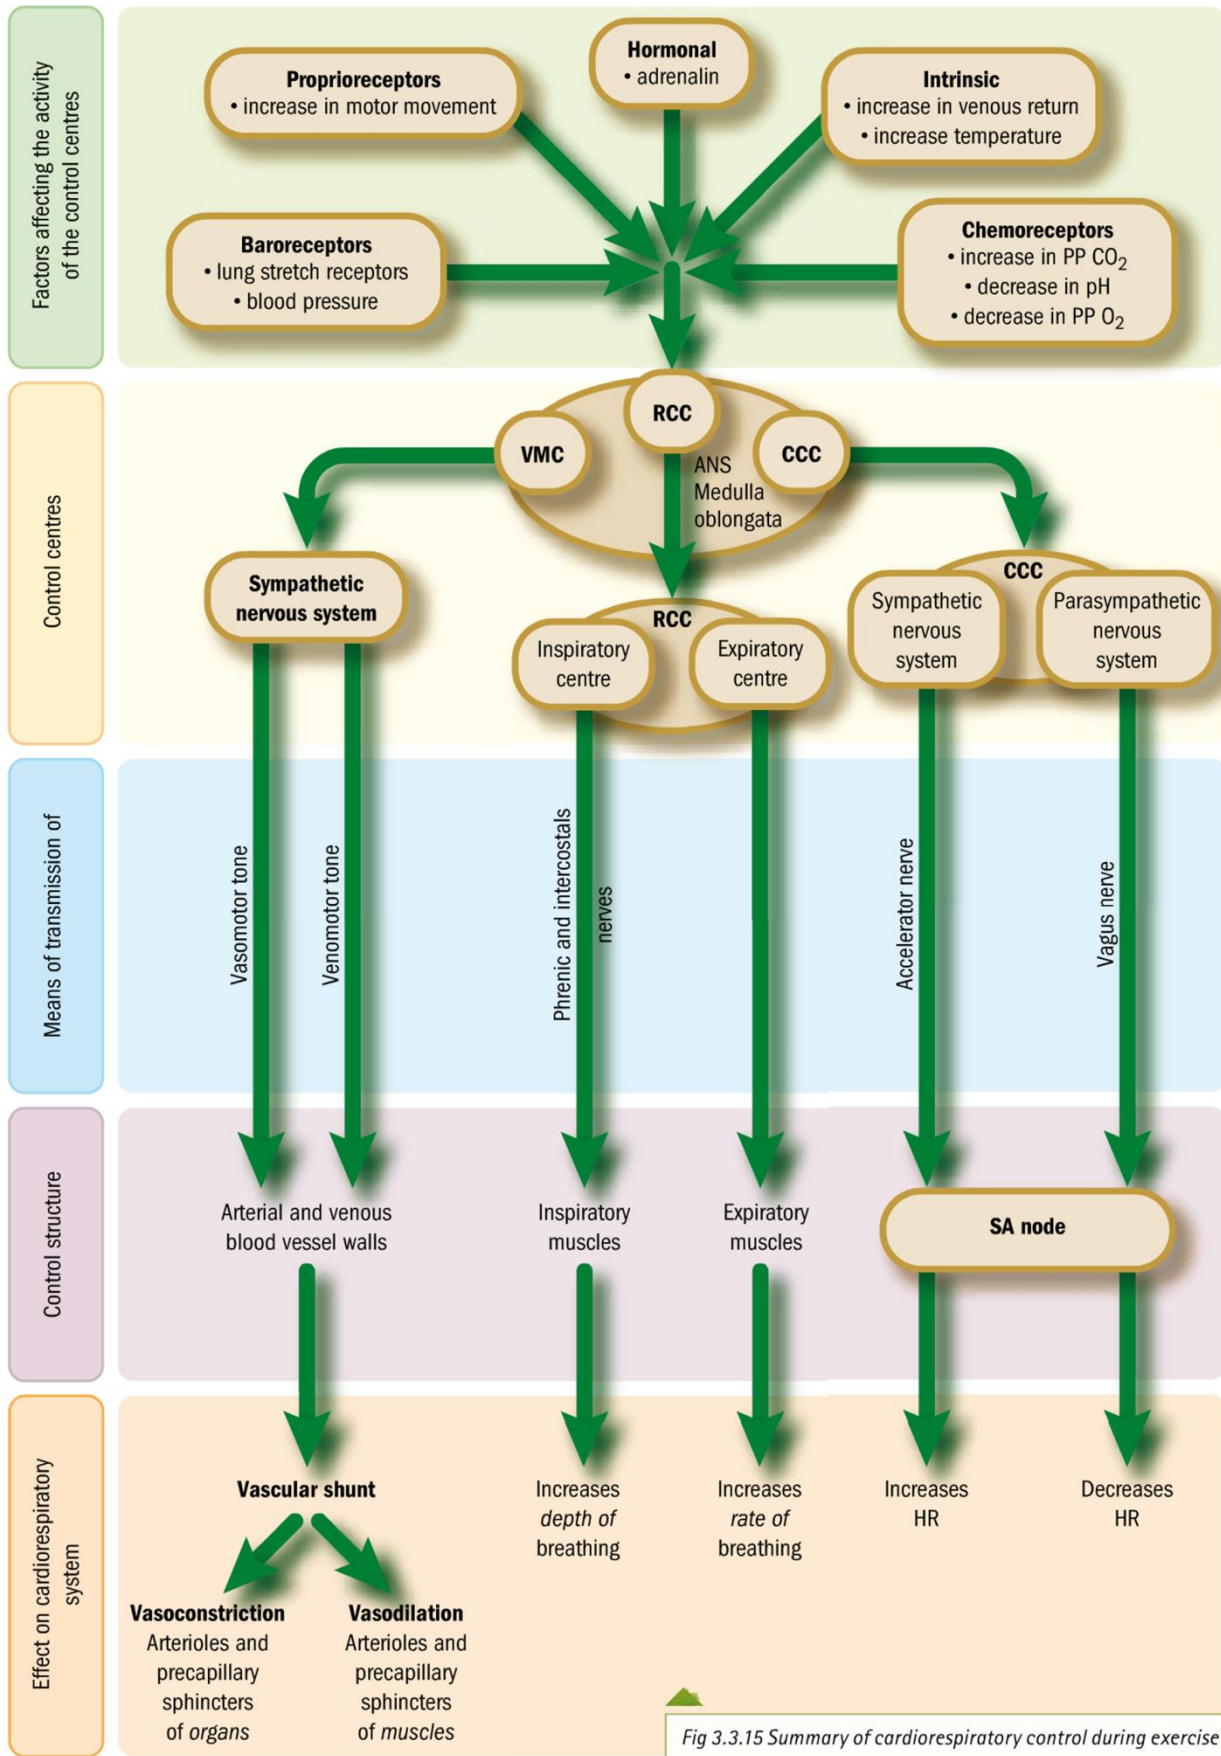 Factors affecting the activity
of the control centres
Proprioreceptors
• increase in motor movement
Hormonal
• adrenalin
Intrinsic
• increase in venous return
• increase temperature
Baroreceptors
• lung stretch receptors
• blood pressure
Chemoreceptors
• increase in PP CO2
• decrease in pH
• decrease in PP O2
Control centres
VMC
RCC
CCC
ANS
Medulla
oblongata
Sympathetic
nervous system
RCC
Inspiratory
centre
Expiratory
centre
CCC
Sympathetic
nervous
system
Parasympathetic
nervous
system
Means of transmission of
Vasomotor tone
Venomotor tone
Phrenic and intercostals
nerves
Accelerator nerve
Vagus nerve
Control structure
Arterial and venous
blood vessel walls
Inspiratory
muscles
Expiratory
muscles
SA node
Effect on cardiorespiratory
system
Vascular shunt
Vasoconstriction
Arterioles and
precapillary
sphincters
of organs
Vasodilation
Arterioles and
precapillary
sphincters
of muscles
Increases
depth of
breathing
Increases
rate of
breathing
Increases
HR
Decreases
HR
Fig 3.3.15 Summary of cardiorespiratory control during exercise